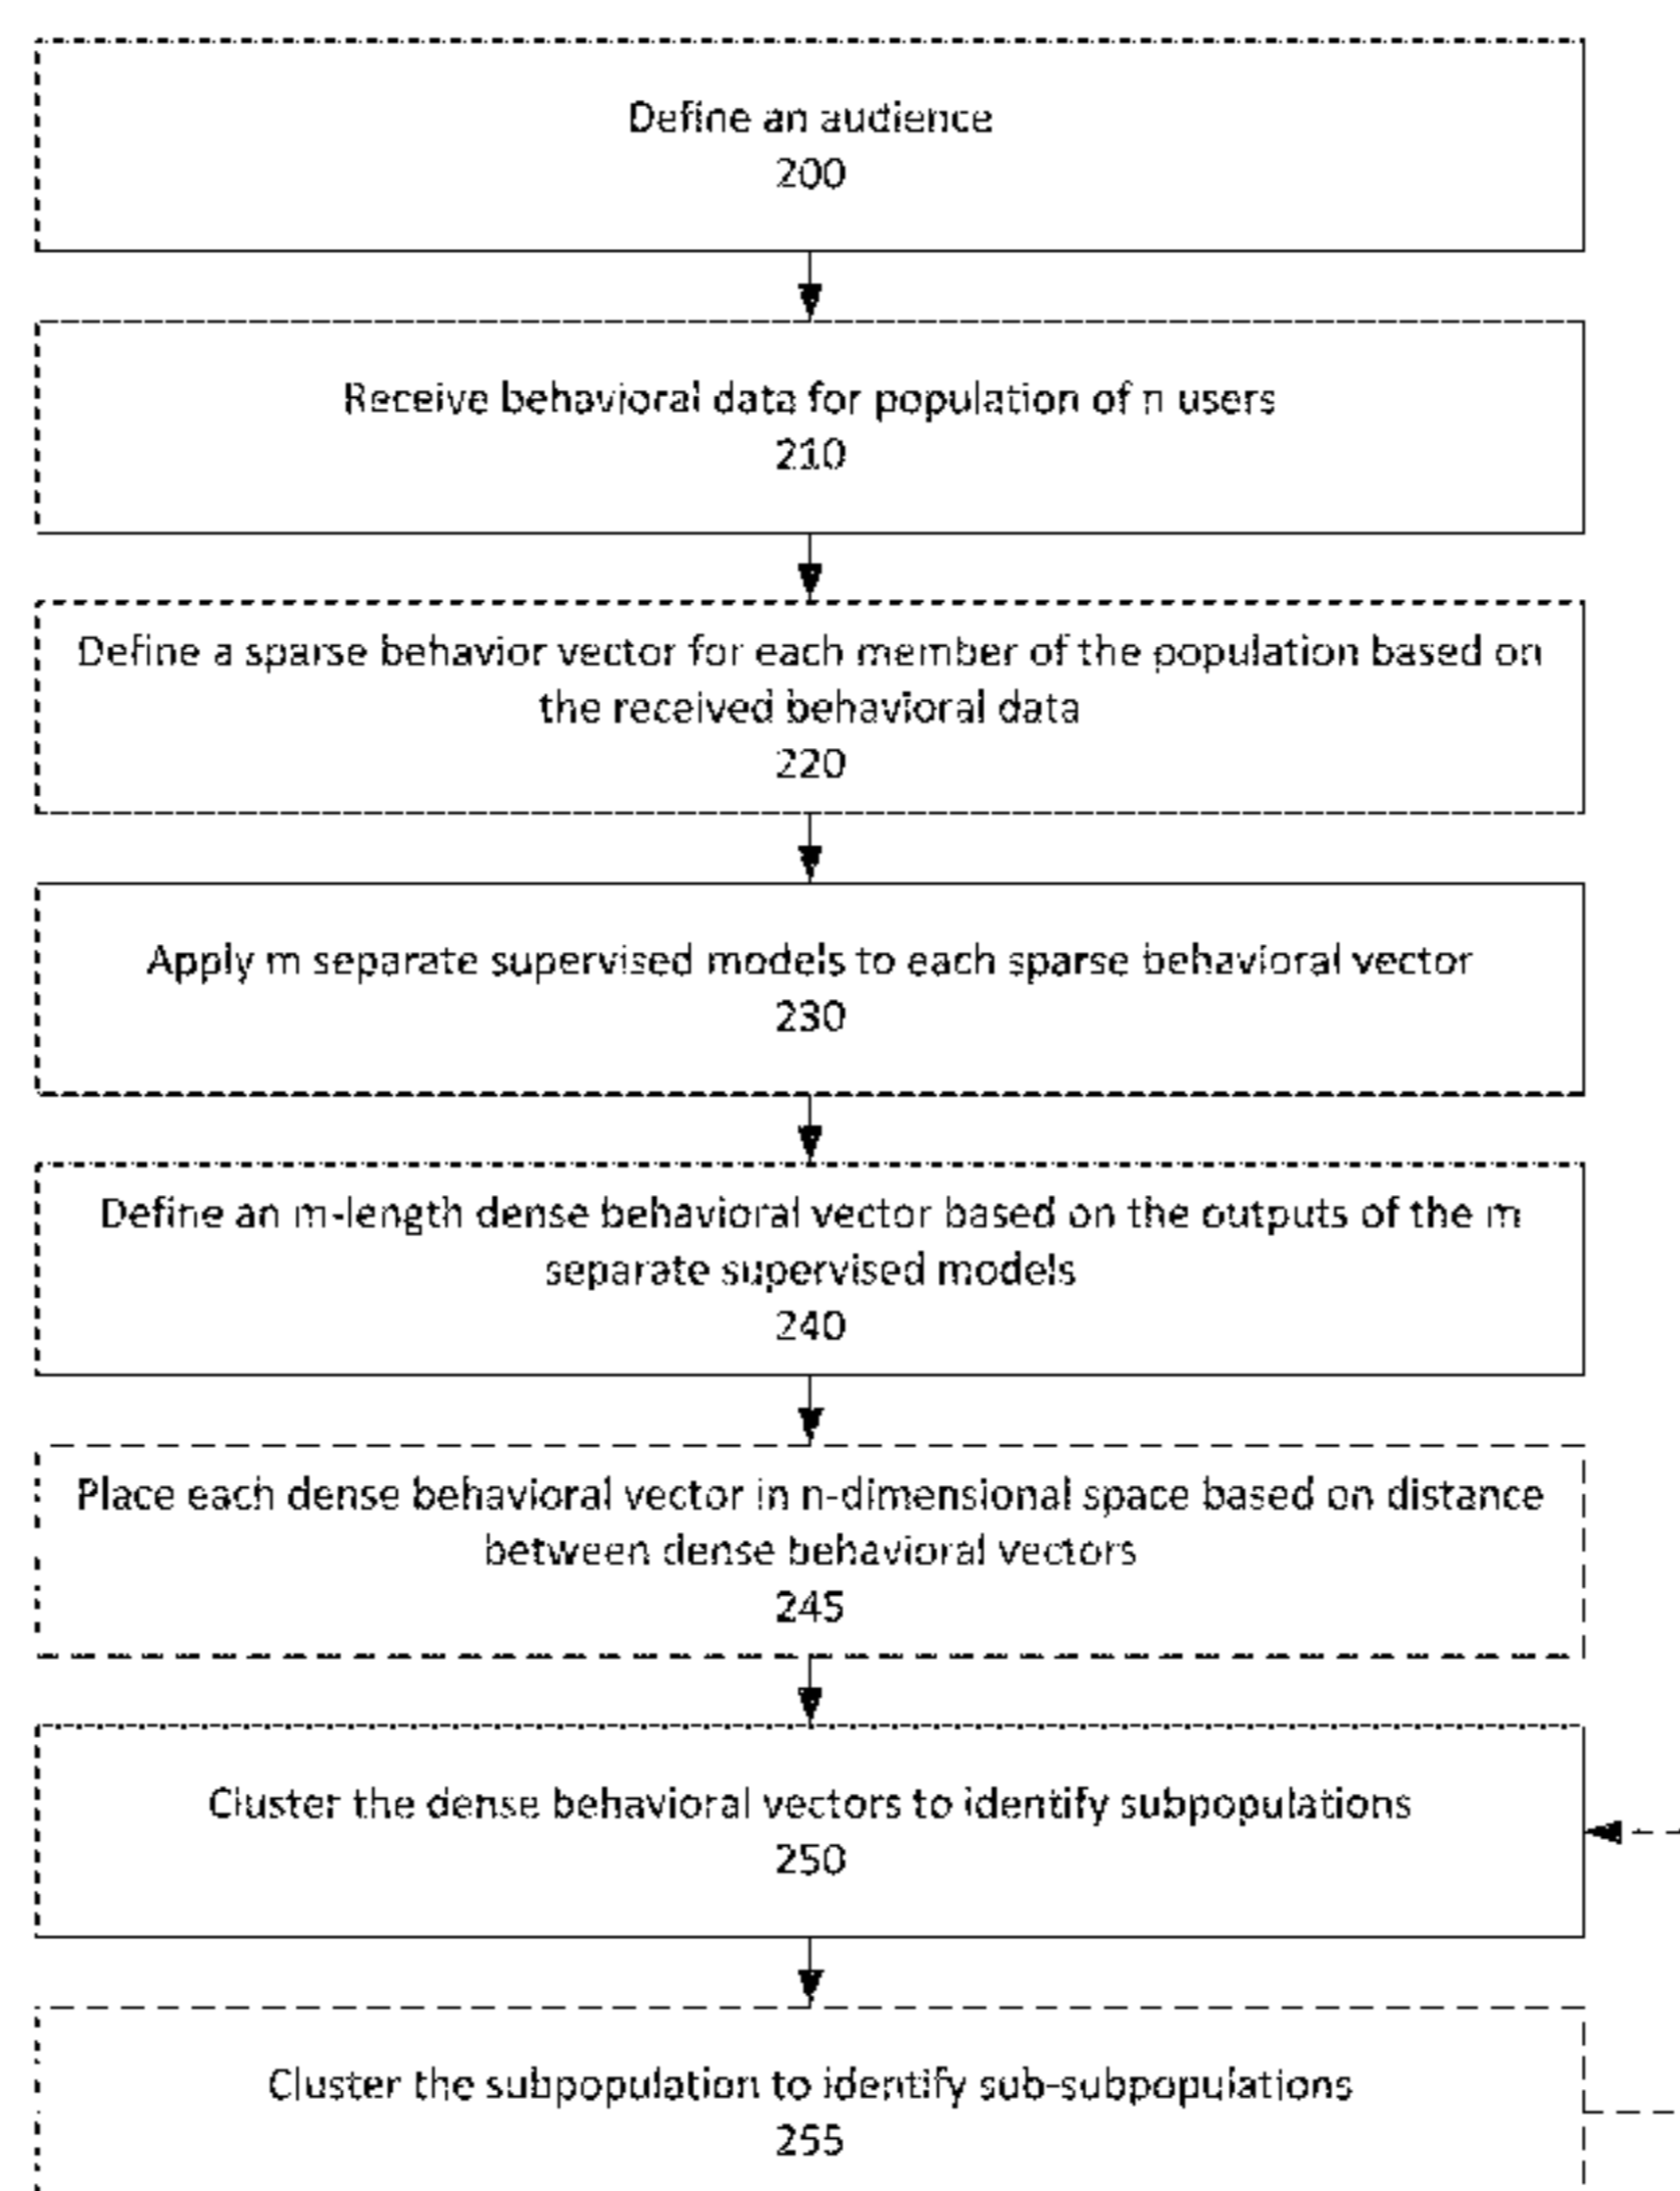 Define an audience
200
Receive behavioral data for population of n users
210
Define a sparse behavior vector for each member of the population based on
the received behavioral data
220
Apply m separate supervised models to each sparse behavioral vector
230
Define an m-length dense behavioral vector based on the outputs of the m
separate supervised models
240
Place each dense behavioral vector in n-dimensional space based on distance
between dense behavioral vectors
245
Cluster the dense behavioral vectors to identify subpopulations
250
Cluster the subpopulation to identify sub-subpopulations
255